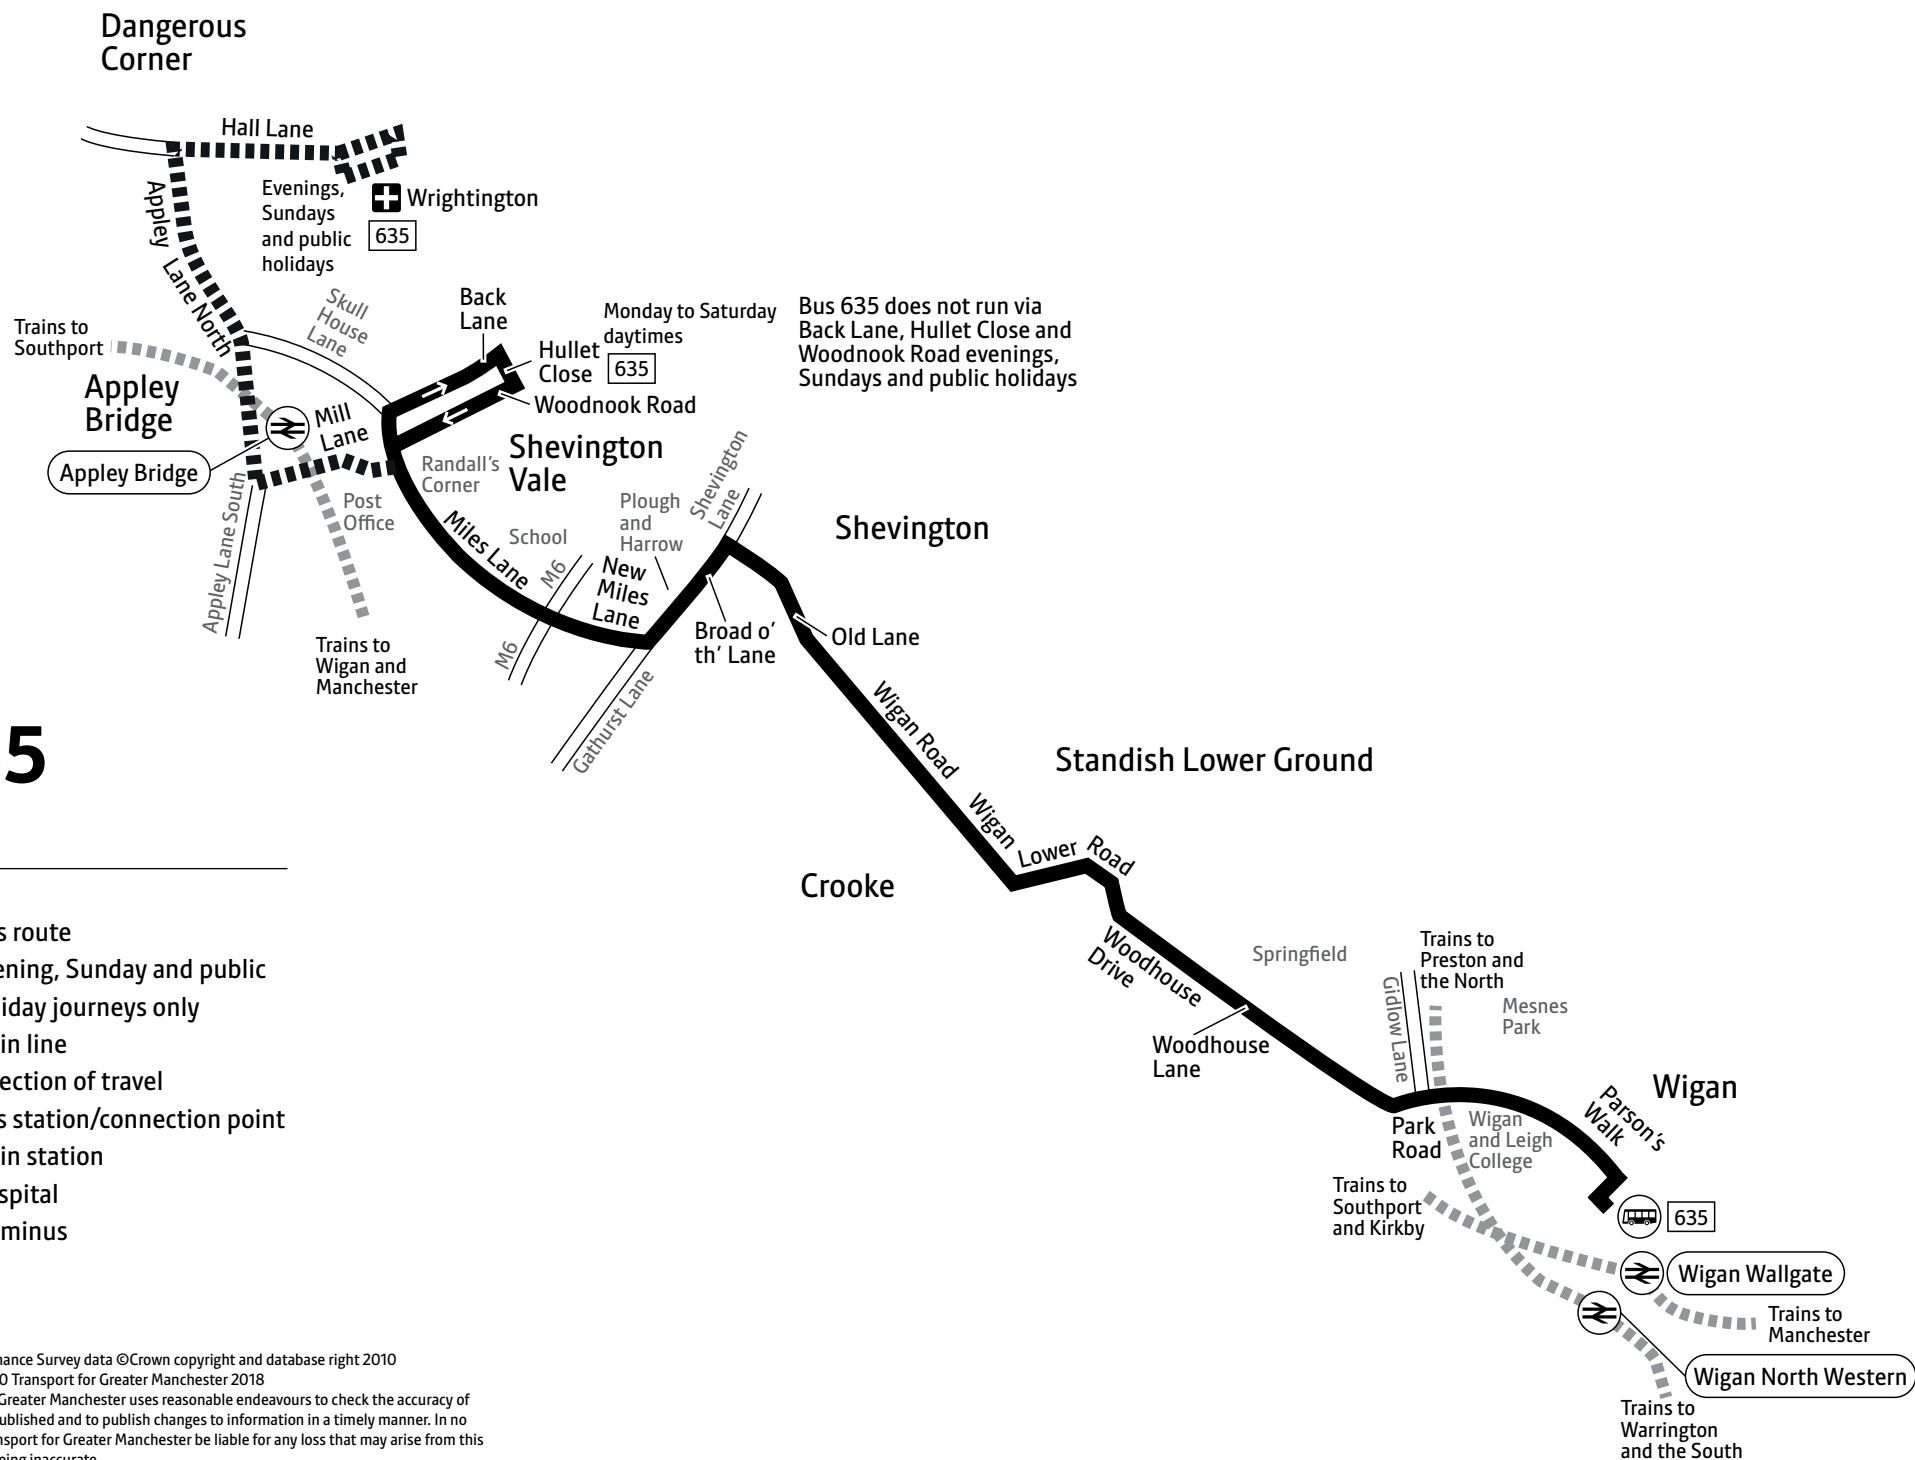 Dangerous
Corner
Hall Lane
Appley
Lane North
Evenings,
Sundays
and public
holidays
Wrightington
635
Skull
House
Lane
Trains to
Southport
Appley
Bridge
Appley Bridge
Mill
Lane
Back
Lane
Hullet
Close
Monday to Saturday
daytimes
635
Woodnook Road
Bus 635 does not run via
Back Lane, Hullet Close and
Woodnook Road evenings,
Sundays and public holidays
Shevington
Vale
Randall's
Corner
Post
Office
Appley Lane South
Trains to
Wigan and
Manchester
Miles Lane
School
M6
M6
New
Miles
Lane
Plough
and
Harrow
Shevington
Lane
Shevington
Broad o'
th' Lane
Old Lane
Gathurst Lane
Wigan Road
Standish Lower Ground
Crooke
Wigan
Lower
Road
Woodhouse
Drive
Woodhouse
Lane
Springfield
Gidlow Lane
Trains to
Preston and
the North
Mesnes
Park
Wigan
Parson's
Walk
Park
Road
Wigan
and Leigh
College
Trains to
Southport
and Kirkby
635
Wigan Wallgate
Trains to
Manchester
Wigan North Western
Trains to
Warrington
and the South
5
s route
ening, Sunday and public
iday journeys only
in line
ection of travel
s station/connection point
in station
spital
minus
nance Survey data ©Crown copyright and database right 2010
0 Transport for Greater Manchester 2018
Greater Manchester uses reasonable endeavours to check the accuracy of
ublished and to publish changes to information in a timely manner. In no
nsport for Greater Manchester be liable for any loss that may arise from this
eing inaccurate